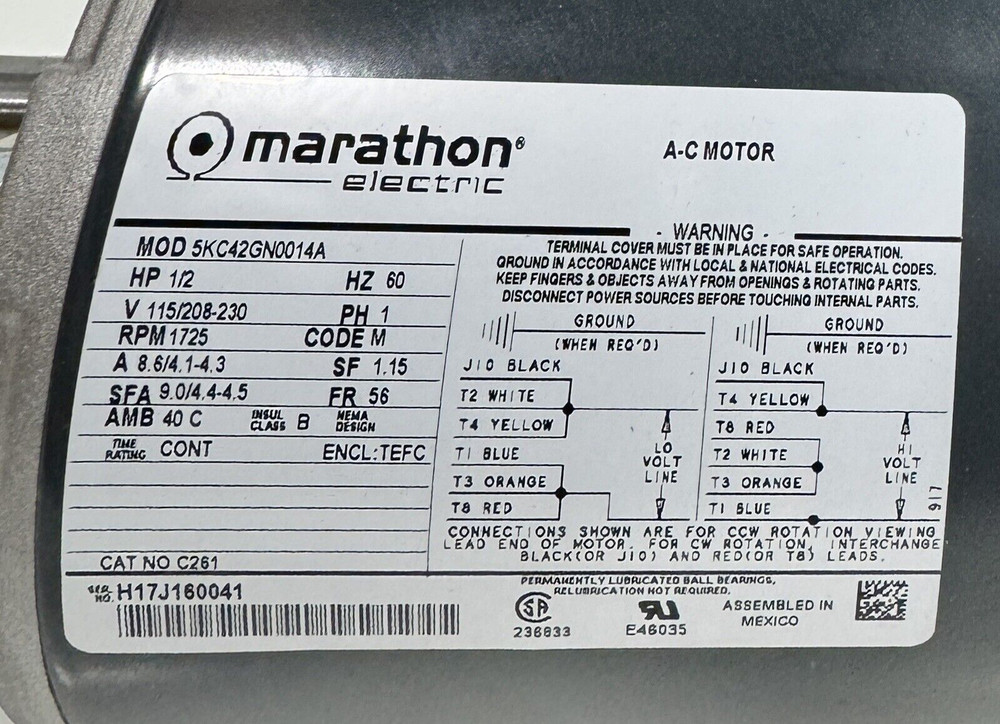 marathon®
electric
A-C MOTOR
MOD 5KC42GN0014A
HP 1/2 HZ 60
V 115/208-230 PH 1
RPM 1725 CODE M
A 8.6/4.1-4.3 SF 1.15
SFA 9.0/4.4-4.5 FR 56
AMB 40 C INSUL CLASS B NEMA DESIGN
TIME RATING CONT ENCL:TEFC
CAT NO C261
- WARNING -
TERMINAL COVER MUST BE IN PLACE FOR SAFE OPERATION.
GROUND IN ACCORDANCE WITH LOCAL & NATIONAL ELECTRICAL CODES.
KEEP FINGERS & OBJECTS AWAY FROM OPENINGS & ROTATING PARTS.
DISCONNECT POWER SOURCES BEFORE TOUCHING INTERNAL PARTS.
GROUND
(WHEN REQ'D)
J10 BLACK
T2 WHITE
T4 YELLOW
T1 BLUE
T3 ORANGE
T8 RED
LO
VOLT
LINE
GROUND
(WHEN REQ'D)
J10 BLACK
T4 YELLOW
T8 RED
T2 WHITE
T3 ORANGE
T1 BLUE
HI
VOLT
LINE
917
CONNECTIONS SHOWN ARE FOR CCW ROTATION VIEWING
LEAD END OF MOTOR. FOR CW ROTATION, INTERCHANGE
BLACK(OR J10) AND RED(OR T8) LEADS.
SER. NO. H17J160041
PERMANENTLY LUBRICATED BALL BEARINGS,
RELUBRICATION NOT REQUIRED.
SA
236833
UR
E46035
ASSEMBLED IN
MEXICO